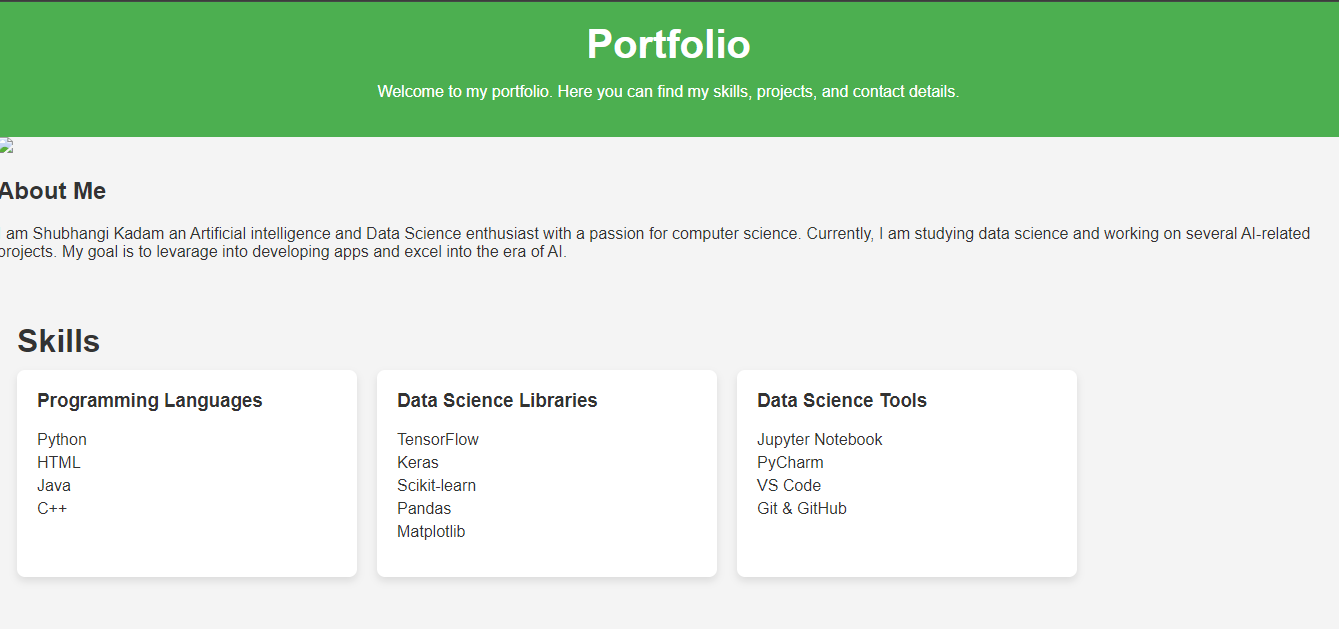 Portfolio
Welcome to my portfolio. Here you can find my skills, projects, and contact details.
About Me
I am Shubhangi Kadam an Artificial intelligence and Data Science enthusiast with a passion for computer science. Currently, I am studying data science and working on several AI-related
projects. My goal is to levarage into developing apps and excel into the era of AI.
Skills
Programming Languages
Python
HTML
Java
C++
Data Science Libraries
TensorFlow
Keras
Scikit-learn
Pandas
Matplotlib
Data Science Tools
Jupyter Notebook
PyCharm
VS Code
Git & GitHub